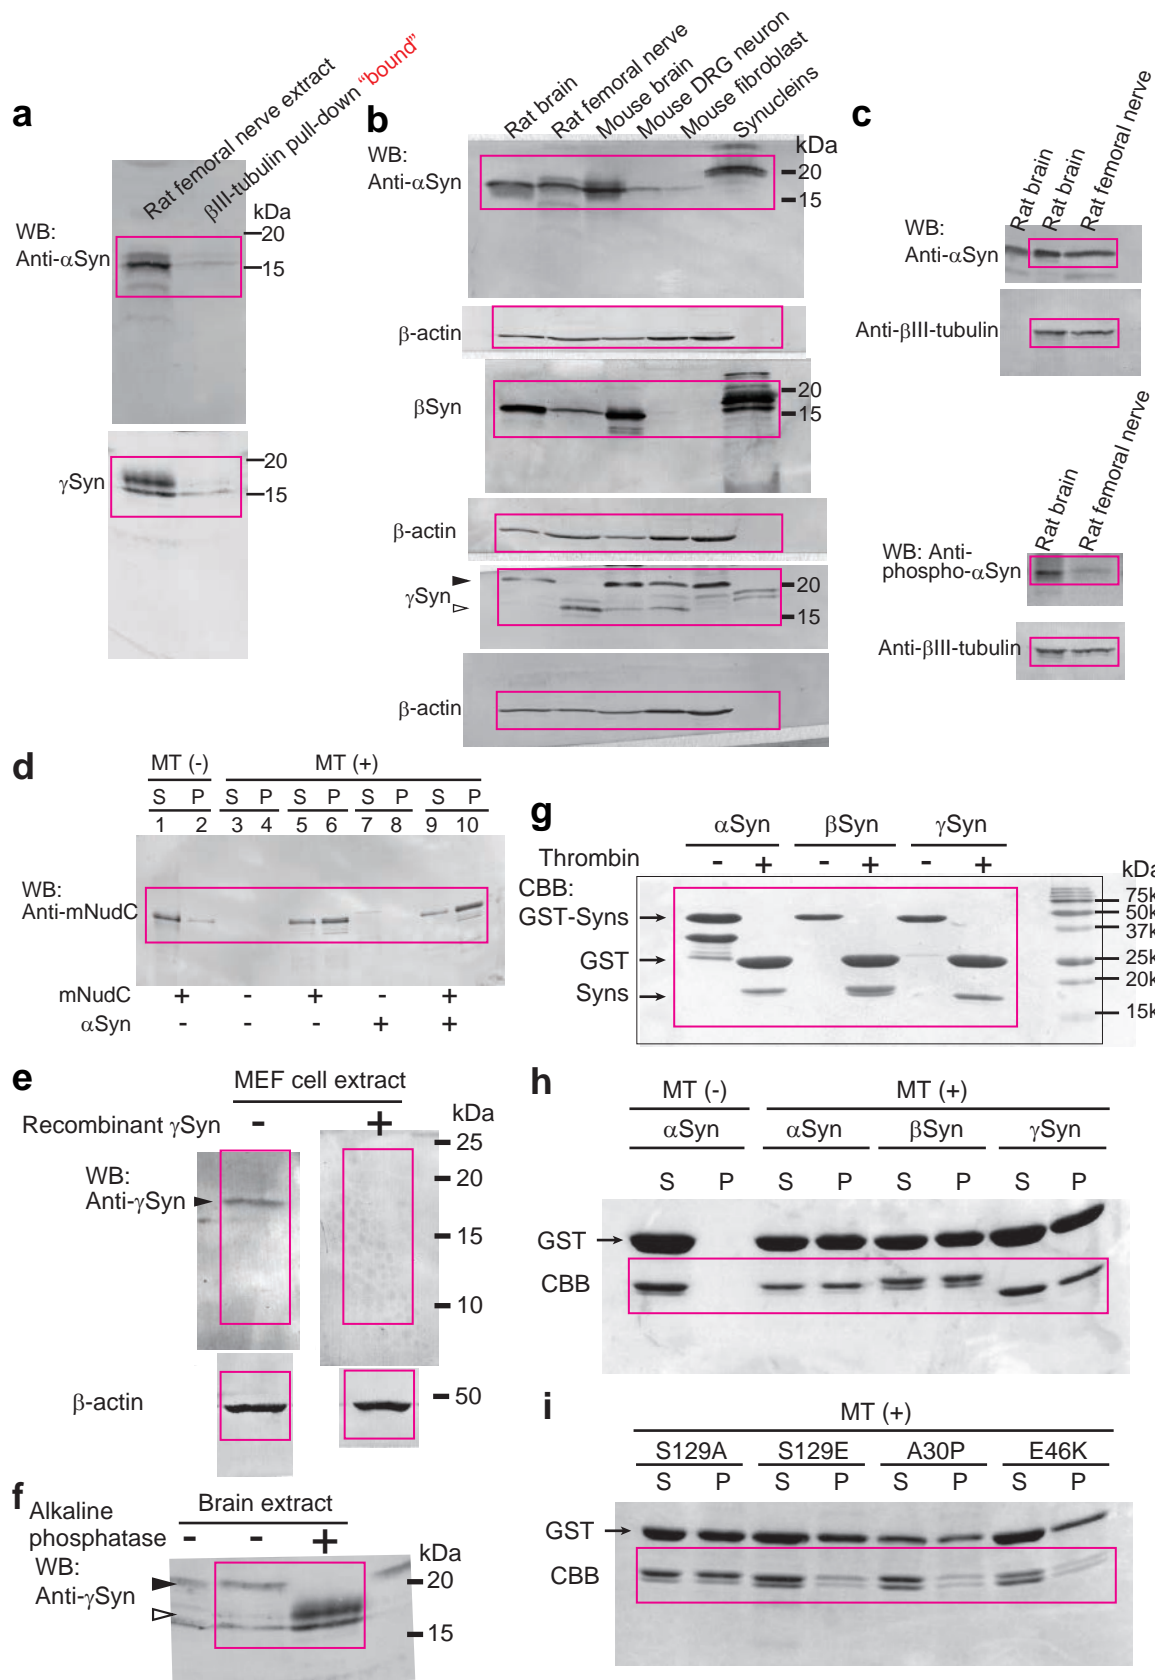 a
Rat femoral nerve extract
βIII-tubulin pull-down “bound”
kDa
WB:
Anti-αSyn
20
15
γSyn
20
15
b
Rat brain
Rat femoral nerve
Mouse brain
Mouse DRG neuron
Mouse fibroblast
Synucleins
WB:
Anti-αSyn
kDa
20
15
β-actin
βSyn
20
15
β-actin
γSyn
20
15
β-actin
c
Rat brain
Rat brain
Rat femoral nerve
WB:
Anti-αSyn
Anti-βIII-tubulin
Rat brain
Rat femoral nerve
WB: Anti-
phospho-αSyn
Anti-βIII-tubulin
d
MT (-) MT (+)
S P S P S P S P S P
1 2 3 4 5 6 7 8 9 10
WB:
Anti-mNudC
mNudC + - + - +
αSyn - - - + +
e
MEF cell extract
Recombinant γSyn - +
kDa
WB:
Anti-γSyn
25
20
15
10
β-actin
50
f
Brain extract
Alkaline
phosphatase - - +
WB:
Anti-γSyn
kDa
20
15
g
αSyn βSyn γSyn
Thrombin - + - + - +
CBB:
GST-Syns
GST
Syns
kDa
75k
50k
37k
25k
20k
15k
h
MT (-) MT (+)
αSyn αSyn βSyn γSyn
S P S P S P S P
GST
CBB
i
MT (+)
S129A S129E A30P E46K
S P S P S P S P
GST
CBB